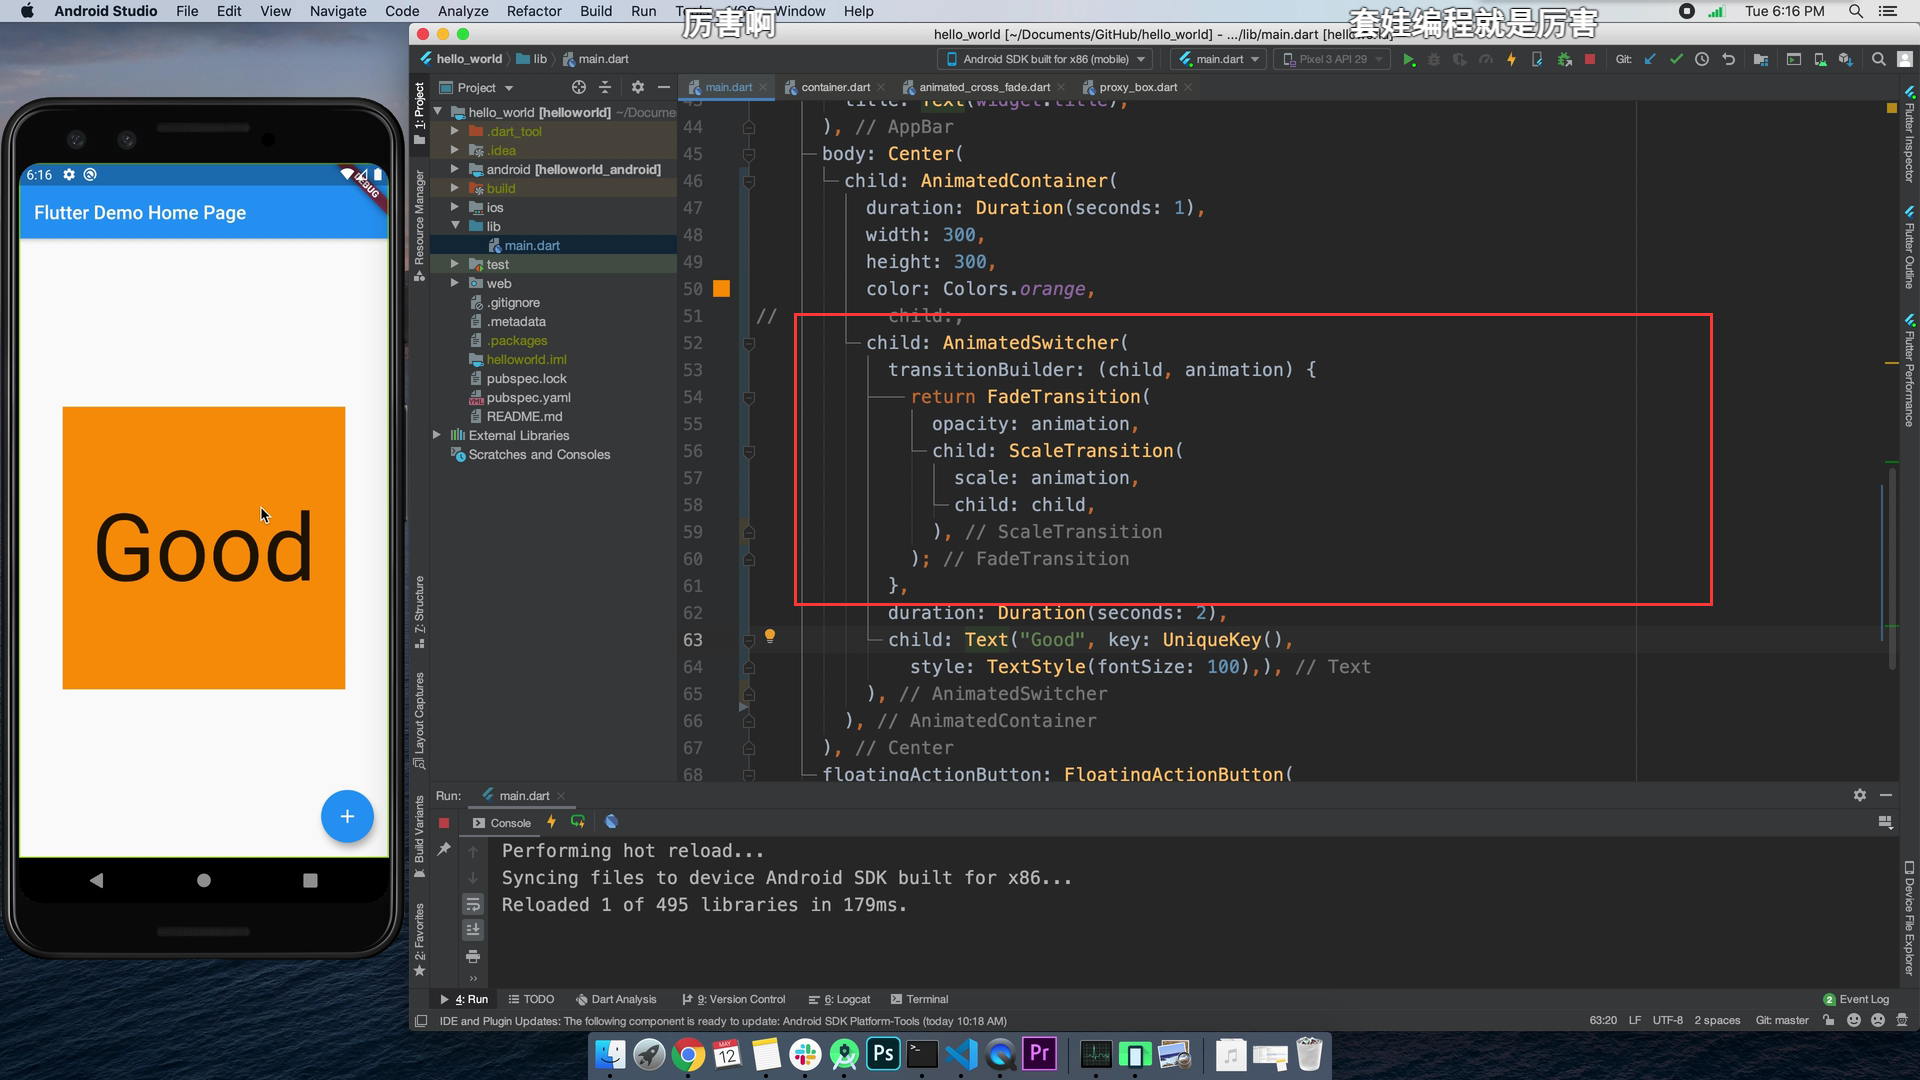 Android Studio File Edit View Navigate Code Analyze Refactor Build Run Window Help Tue 6:16 PM
厉害啊
套娃编程就是厉害
hello_world [~/Documents/GitHub/hello_world] - .../lib/main.dart
hello_world lib main.dart
Android SDK built for x86 (mobile) main.dart Pixel 3 API 29 Git:
Project
main.dart container.dart animated_cross_fade.dart proxy_box.dart
1: Project
Resource Manager
7: Structure
Layout Captures
Build Variants
2: Favorites
hello_world [helloworld] ~/Docume
.dart_tool
.idea
android [helloworld_android]
build
ios
lib
main.dart
test
web
.gitignore
.metadata
.packages
helloworld.iml
pubspec.lock
pubspec.yaml
README.md
External Libraries
Scratches and Consoles
6:16
DEBUG
Flutter Demo Home Page
Good
+
43 title: Text(widget.title),
44 ), // AppBar
45 body: Center(
46 child: AnimatedContainer(
47 duration: Duration(seconds: 1),
48 width: 300,
49 height: 300,
50 color: Colors.orange,
51 // child:,
52 child: AnimatedSwitcher(
53 transitionBuilder: (child, animation) {
54 return FadeTransition(
55 opacity: animation,
56 child: ScaleTransition(
57 scale: animation,
58 child: child,
59 ), // ScaleTransition
60 ); // FadeTransition
61 },
62 duration: Duration(seconds: 2),
63 child: Text("Good", key: UniqueKey(),
64 style: TextStyle(fontSize: 100),), // Text
65 ), // AnimatedSwitcher
66 ), // AnimatedContainer
67 ), // Center
68 floatingActionButton: FloatingActionButton(
Flutter Inspector
Flutter Outline
Flutter Performance
Device File Explorer
Run: main.dart
Console
Performing hot reload...
Syncing files to device Android SDK built for x86...
Reloaded 1 of 495 libraries in 179ms.
4: Run TODO Dart Analysis 9: Version Control 6: Logcat Terminal 2 Event Log
IDE and Plugin Updates: The following component is ready to update: Android SDK Platform-Tools (today 10:18 AM) 63:20 LF UTF-8 2 spaces Git: master
MAY
12
Ps
Pr